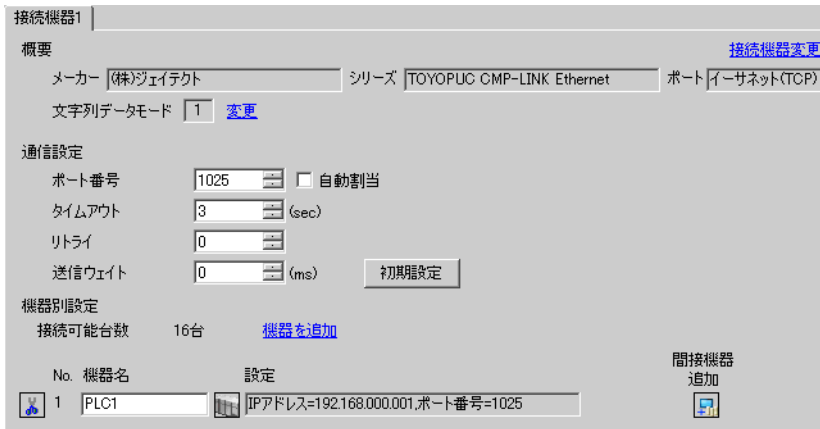 接続機器1
概要
接続機器変更
メーカー (株)ジェイテクト シリーズ TOYOPUC CMP-LINK Ethernet ポート イーサネット(TCP)
文字列データモード 1 変更
通信設定
ポート番号 1025 自動割当
タイムアウト 3 (sec)
リトライ 0
送信ウェイト 0 (ms) 初期設定
機器別設定
接続可能台数 16台 機器を追加
間接機器
No. 機器名 設定 追加
1 PLC1 IPアドレス=192.168.000.001,ポート番号=1025